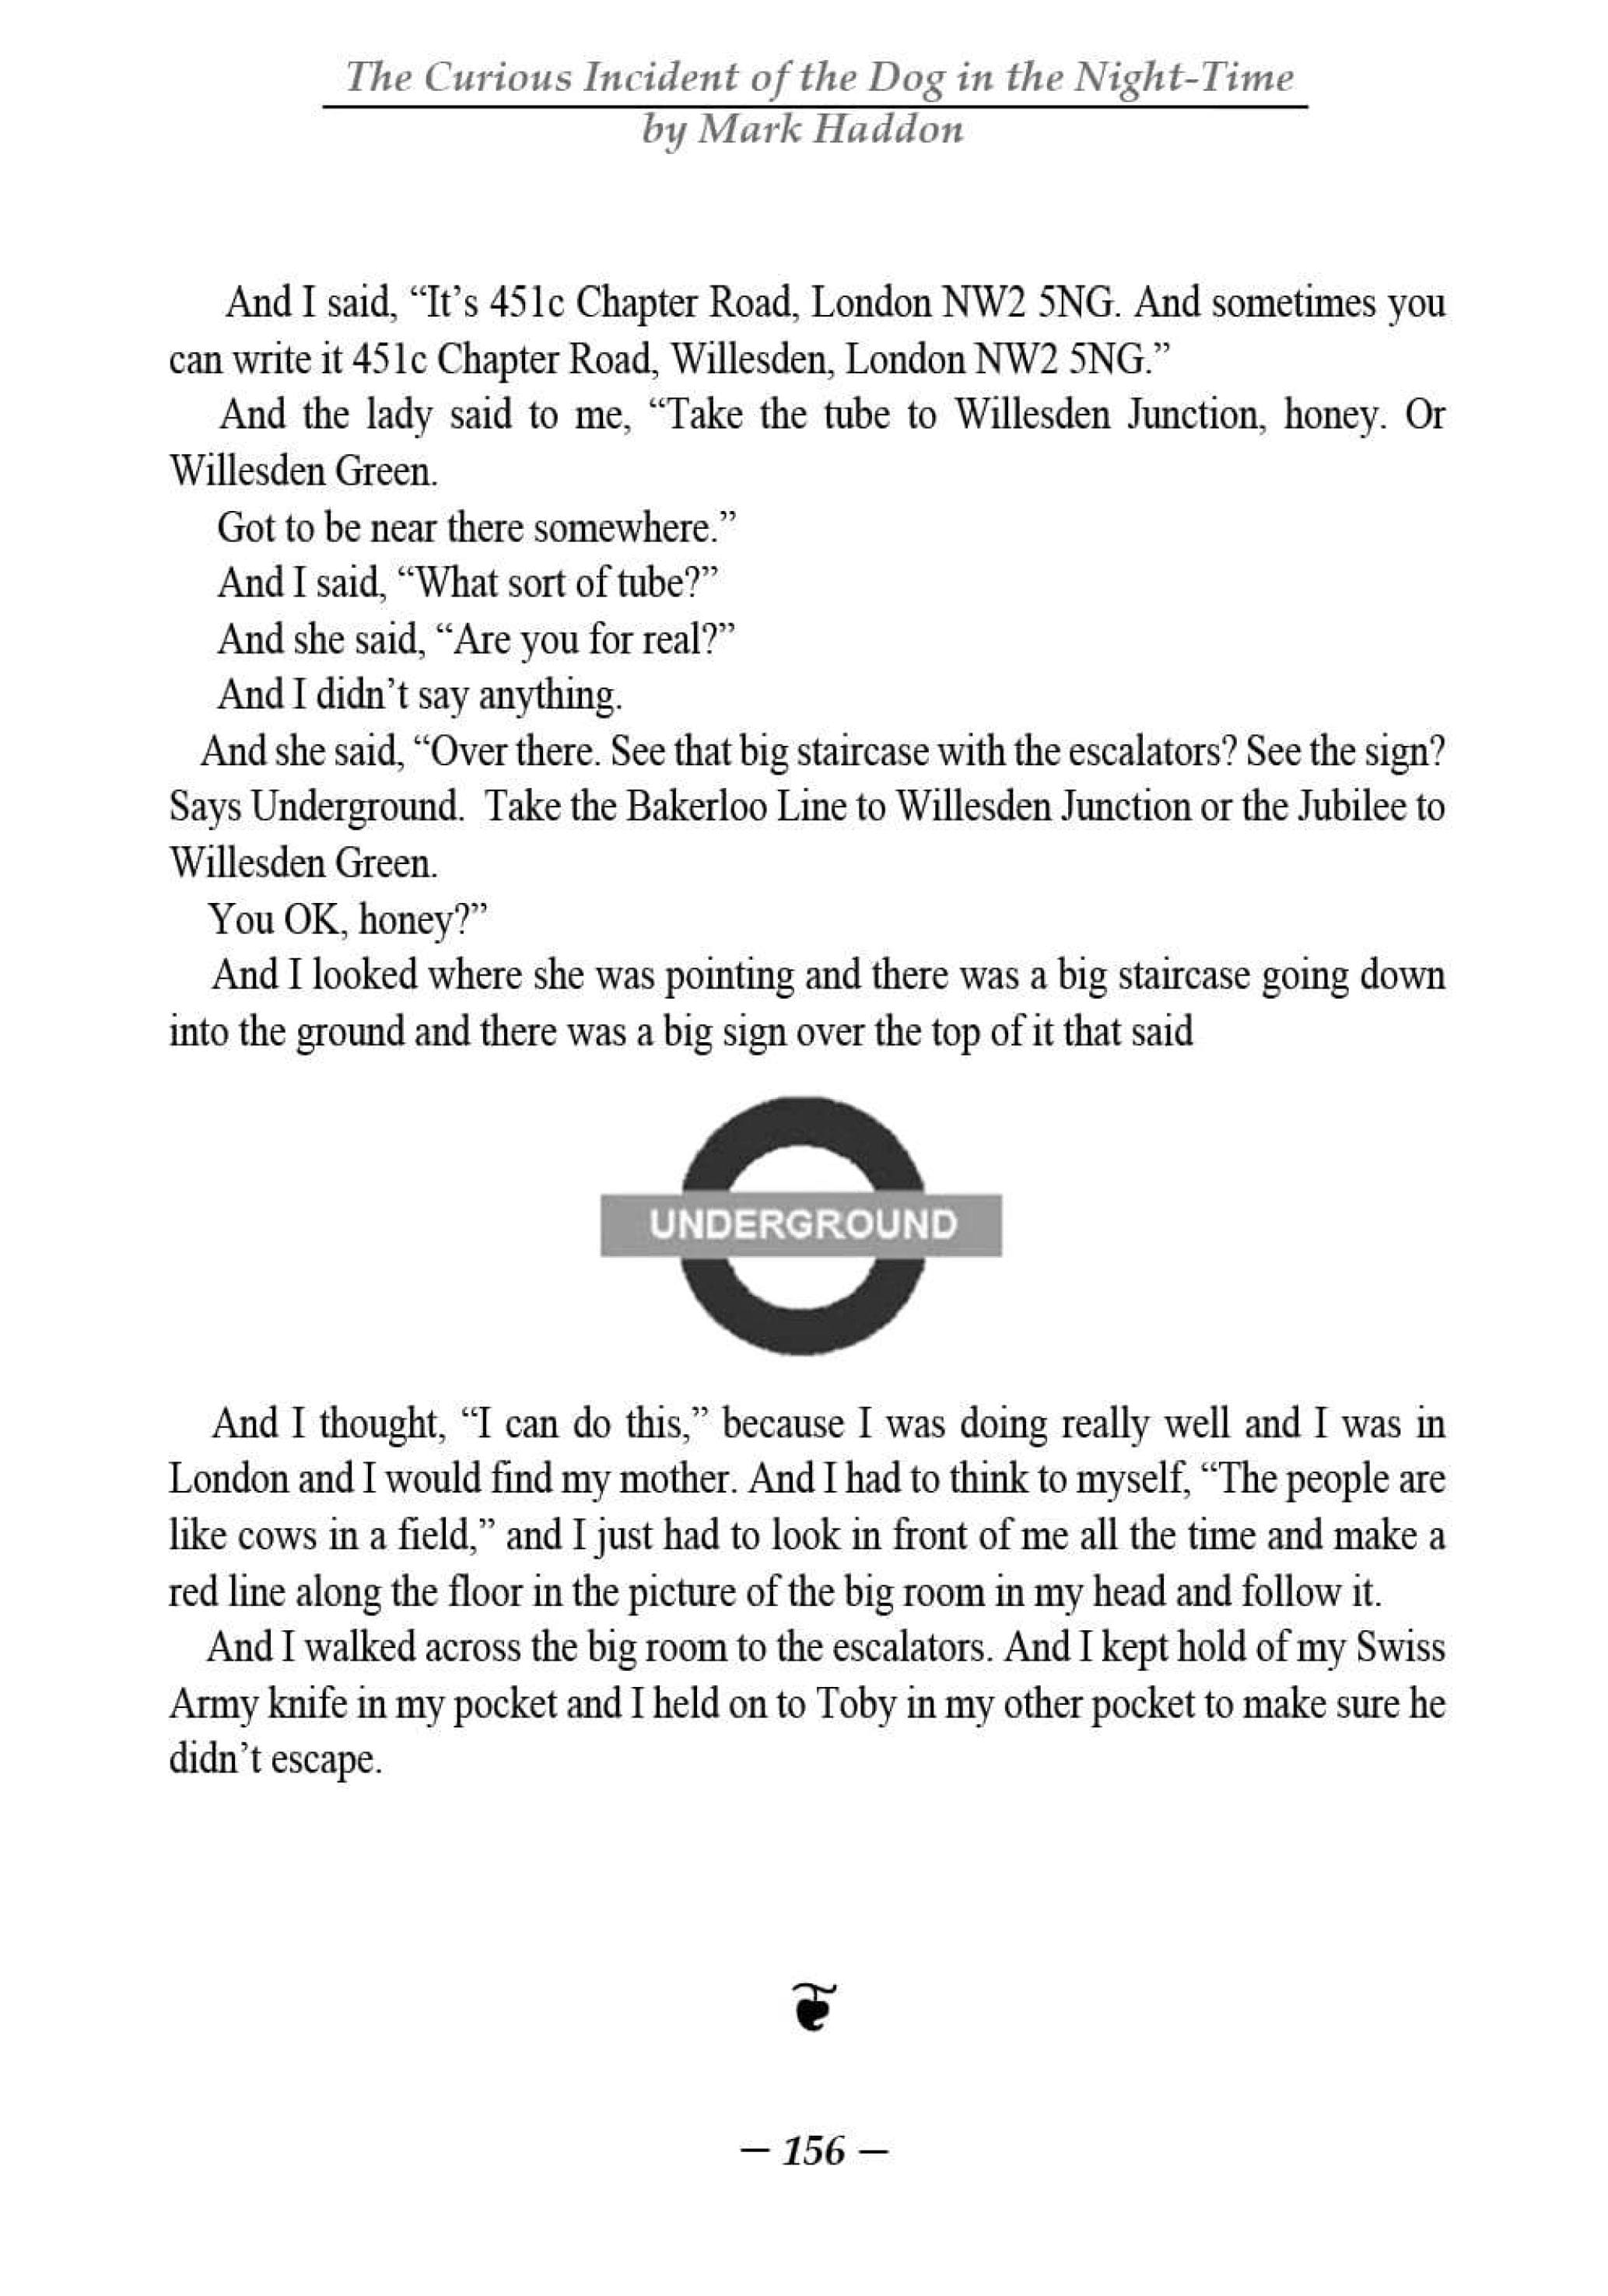 The Curious Incident of the Dog in the Night-Time
by Mark Haddon
And I said, “It’s 451c Chapter Road, London NW2 5NG. And sometimes you
can write it 451c Chapter Road, Willesden, London NW2 5NG.”
And the lady said to me, “Take the tube to Willesden Junction, honey. Or
Willesden Green.
Got to be near there somewhere.”
And I said, “What sort of tube?”
And she said, “Are you for real?”
And I didn’t say anything.
And she said, “Over there. See that big staircase with the escalators? See the sign?
Says Underground. Take the Bakerloo Line to Willesden Junction or the Jubilee to
Willesden Green.
You OK, honey?”
And I looked where she was pointing and there was a big staircase going down
into the ground and there was a big sign over the top of it that said
UNDERGROUND
And I thought, “I can do this,” because I was doing really well and I was in
London and I would find my mother. And I had to think to myself, “The people are
like cows in a field,” and I just had to look in front of me all the time and make a
red line along the floor in the picture of the big room in my head and follow it.
And I walked across the big room to the escalators. And I kept hold of my Swiss
Army knife in my pocket and I held on to Toby in my other pocket to make sure he
didn’t escape.
– 156 –